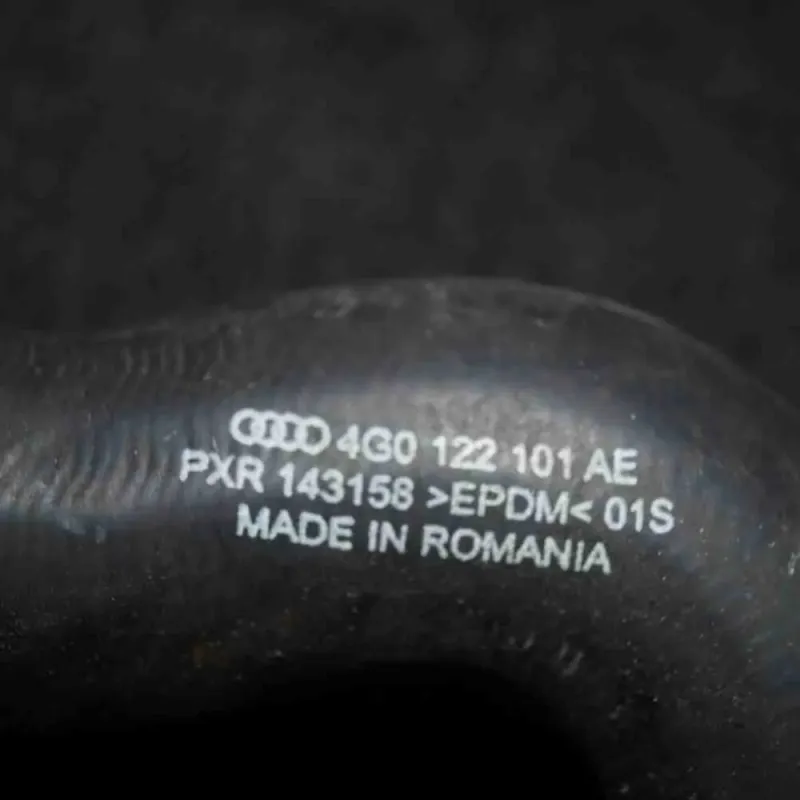 4G0 122 101 AE
PXR 143158 >EPDM< 01S
MADE IN ROMANIA